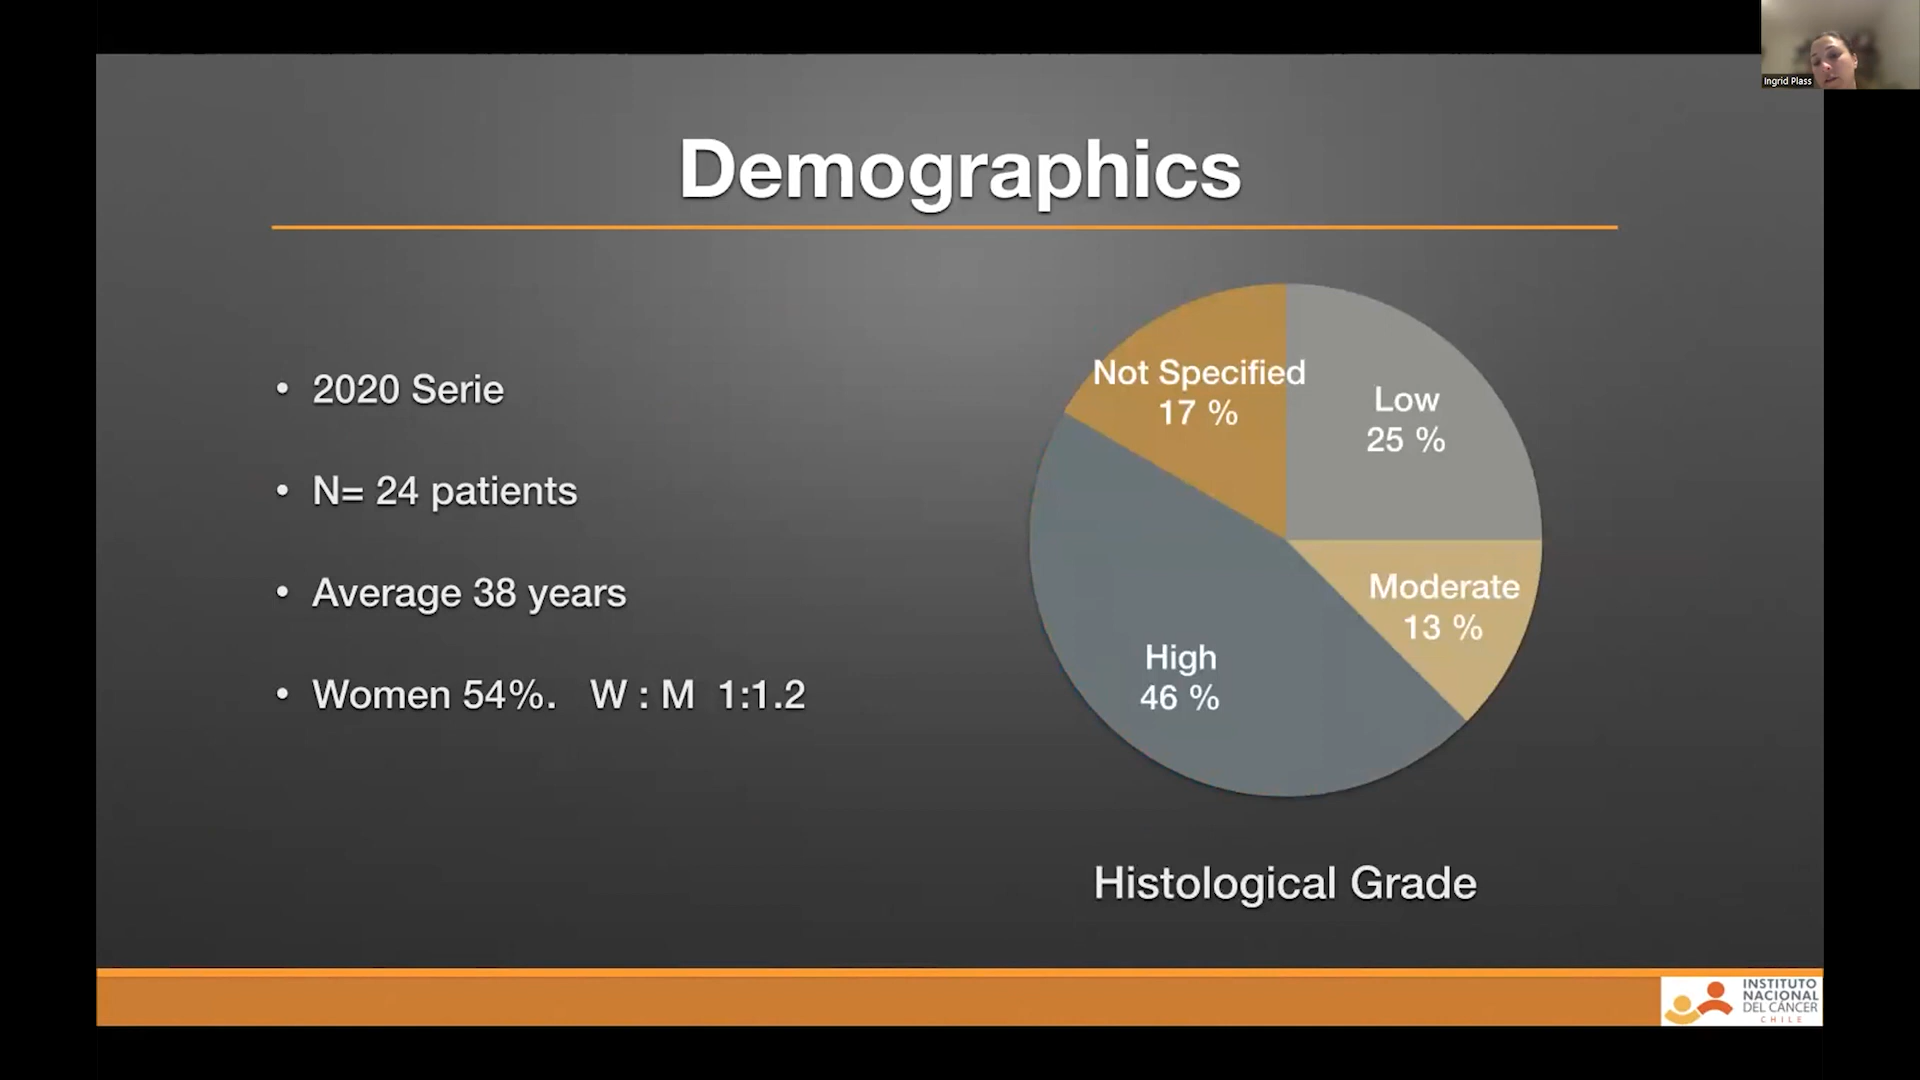 Ingrid Plass
Demographics
• 2020 Serie
• N= 24 patients
• Average 38 years
• Women 54%. W : M 1:1.2
Not Specified
17 %
Low
25 %
Moderate
13 %
High
46 %
Histological Grade
INSTITUTO
NACIONAL
DEL CÁNCER
CHILE